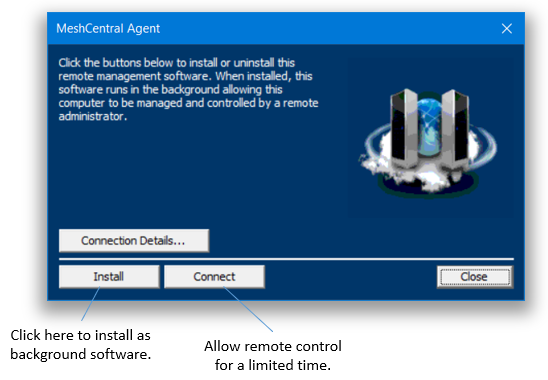 MeshCentral Agent
Click the buttons below to install or uninstall this
remote management software. When installed, this
software runs in the background allowing this
computer to be managed and controlled by a remote
administrator.
Connection Details...
Install
Connect
Close
Click here to install as
background software.
Allow remote control
for a limited time.